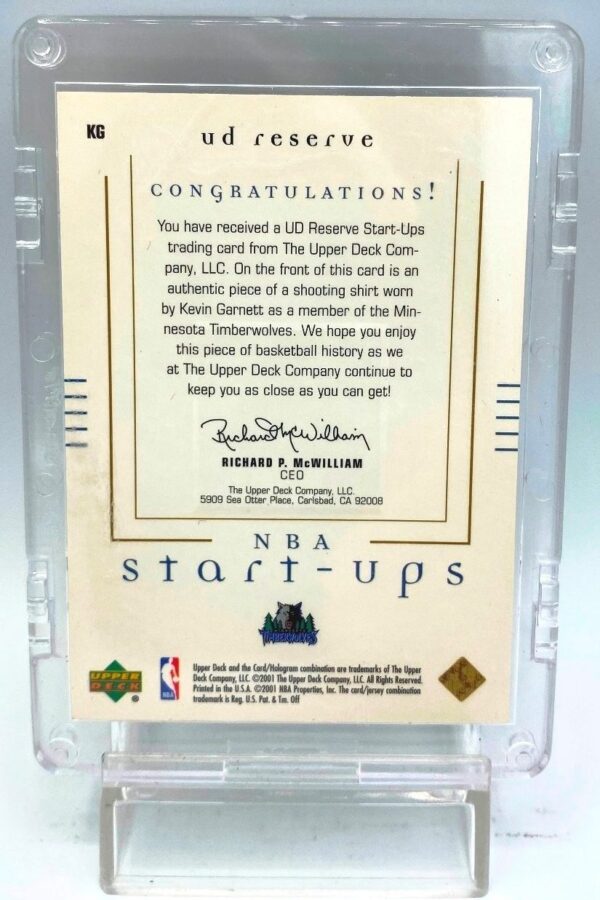 KG
ud reserve
CONGRATULATIONS!
You have received a UD Reserve Start-Ups
trading card from The Upper Deck Com-
pany, LLC. On the front of this card is an
authentic piece of a shooting shirt worn
by Kevin Garnett as a member of the Min-
nesota Timberwolves. We hope you enjoy
this piece of basketball history as we
at The Upper Deck Company continue to
keep you as close as you can get!
Richard McWilliam
RICHARD P. McWILLIAM
CEO
The Upper Deck Company, LLC.
5909 Sea Otter Place, Carlsbad, CA 92008
NBA
start-ups
TIMBERWOLVES
UPPER
DECK
®
NBA
Upper Deck and the Card/Hologram combination are trademarks of The Upper
Deck Company, LLC. ©2001 The Upper Deck Company, LLC. All Rights Reserved.
Printed in the U.S.A. ©2001 NBA Properties, Inc. The card/jersey combination
trademark is Reg. U.S. Pat. & Tm. Off